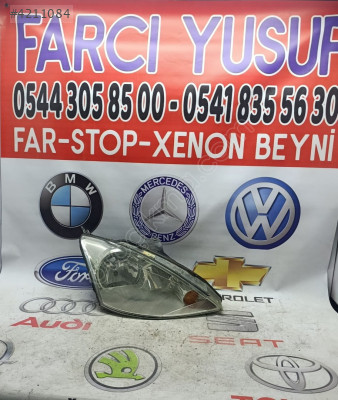 #4211084
FARCI YUSUF
0544 305 85 00 - 0541 835 56 30
FAR-STOP-XENON BEYNİ
BMW
MERCEDES
BENZ
Ford
CHEVROLET
Audi
SEAT
TOYOTA